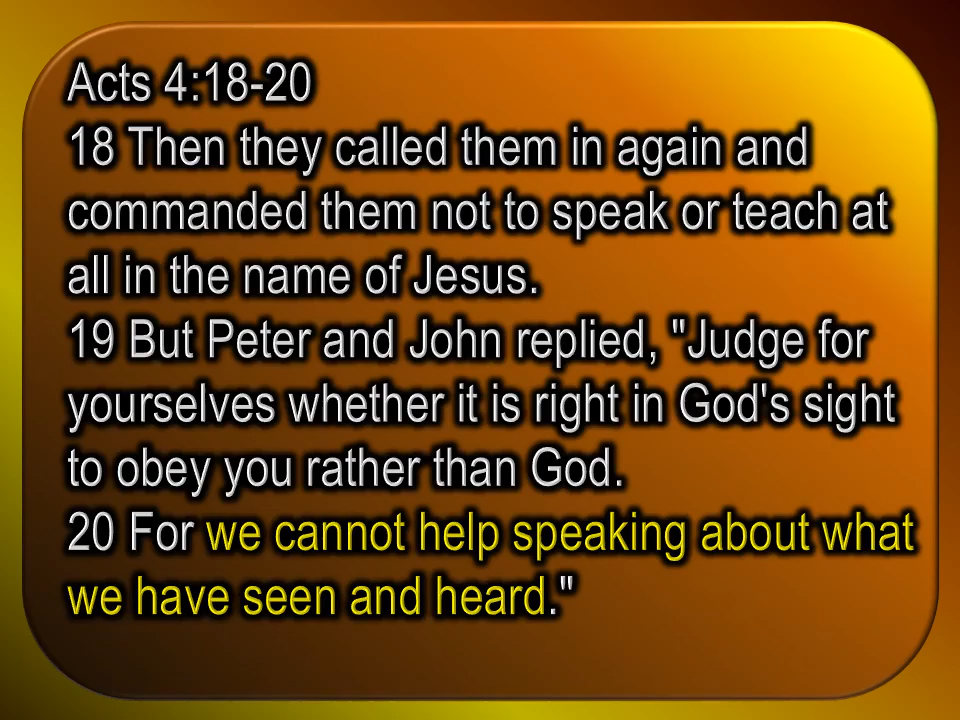 Acts 4:18-20
18 Then they called them in again and
commanded them not to speak or teach at
all in the name of Jesus.
19 But Peter and John replied, "Judge for
yourselves whether it is right in God's sight
to obey you rather than God.
20 For we cannot help speaking about what
we have seen and heard."